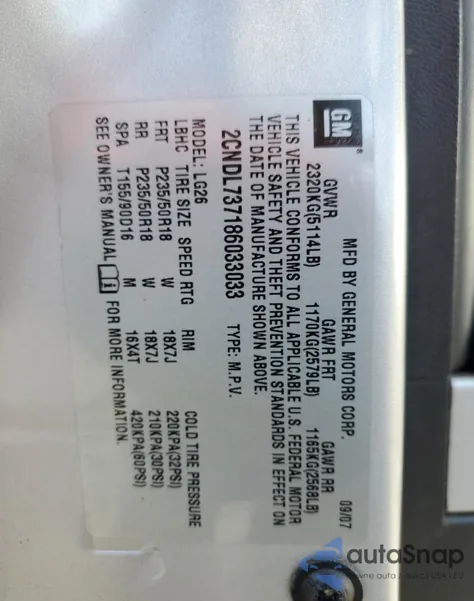 GM
MFD BY GENERAL MOTORS CORP. 09/07
GVWR GAWR FRT GAWR RR
2320KG(5114LB) 1170KG(2579LB) 1165KG(2568LB)
THIS VEHICLE CONFORMS TO ALL APPLICABLE U.S. FEDERAL MOTOR
VEHICLE SAFETY AND THEFT PREVENTION STANDARDS IN EFFECT ON
THE DATE OF MANUFACTURE SHOWN ABOVE.
2CNDL737186033033 TYPE: M.P.V.
MODEL: LG26
LBHC TIRE SIZE SPEED RTG RIM COLD TIRE PRESSURE
FRT P235/50R18 W 18X7J 220KPA(32PSI)
RR P235/50R18 W 18X7J 210KPA(30PSI)
SPA T155/90D16 M 16X4T 420KPA(60PSI)
SEE OWNER'S MANUAL FOR MORE INFORMATION.
autoSnap